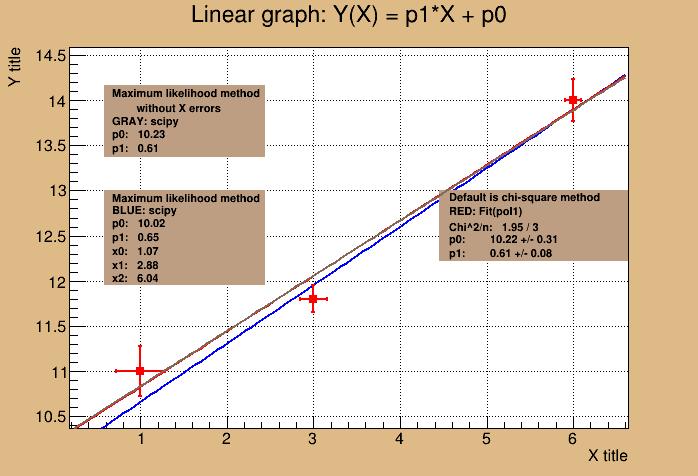 Linear graph: Y(X) = p1*X + p0
Y title
14.5
14
13.5
13
12.5
12
11.5
11
10.5
Maximum likelihood method
without X errors
GRAY: scipy
p0: 10.23
p1: 0.61
Maximum likelihood method
BLUE: scipy
p0: 10.02
p1: 0.65
x0: 1.07
x1: 2.88
x2: 6.04
Default is chi-square method
RED: Fit(pol1)
Chi^2/n: 1.95 / 3
p0: 10.22 +/- 0.31
p1: 0.61 +/- 0.08
1 2 3 4 5 6
X title